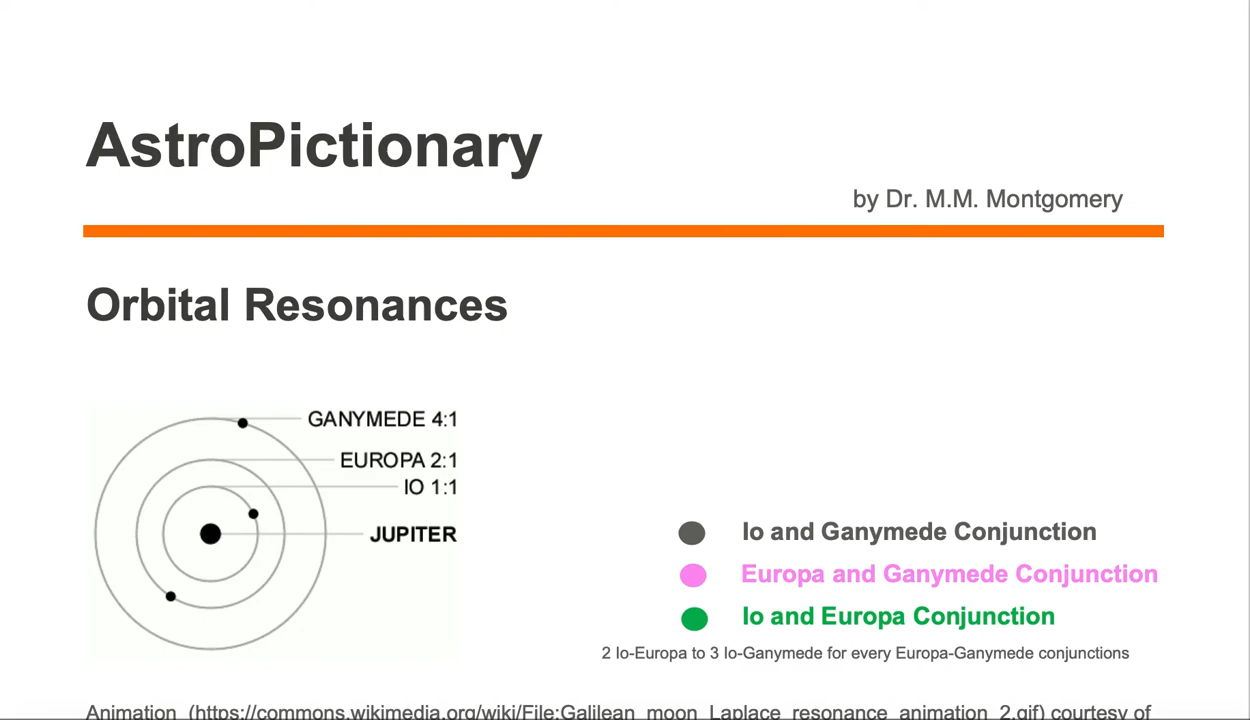 AstroPictionary
by Dr. M.M. Montgomery
Orbital Resonances
GANYMEDE 4:1
EUROPA 2:1
IO 1:1
JUPITER
Io and Ganymede Conjunction
Europa and Ganymede Conjunction
Io and Europa Conjunction
2 Io-Europa to 3 Io-Ganymede for every Europa-Ganymede conjunctions
Animation (https://commons.wikimedia.org/wiki/File:Galilean_moon_Laplace_resonance_animation_2.gif) courtesy of